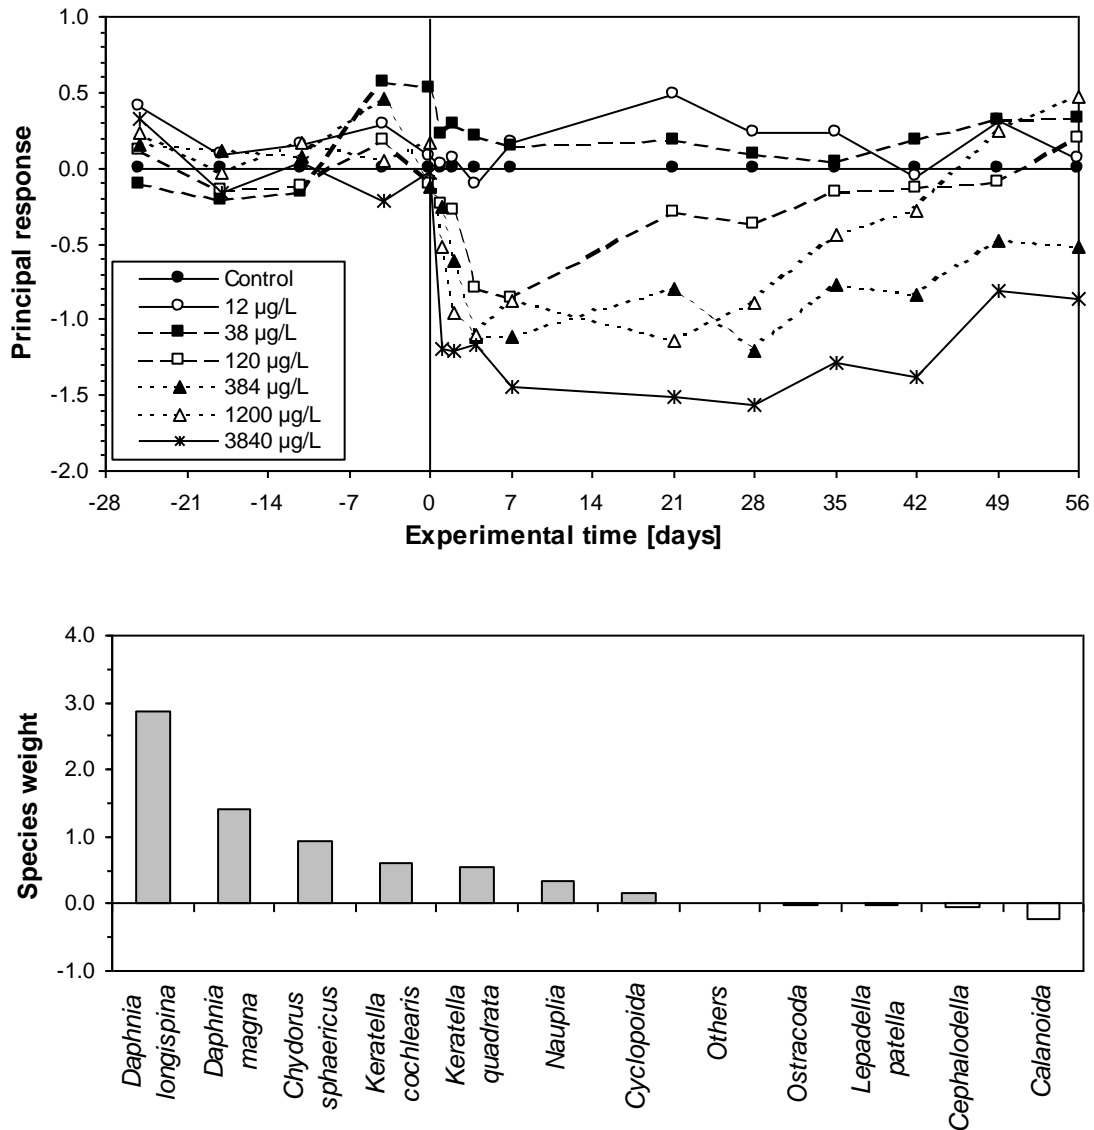 1.0
0.5
0.0
-0.5
-1.0
-1.5
-2.0
Principal response
Control
12 µg/L
38 µg/L
120 µg/L
384 µg/L
1200 µg/L
3840 µg/L
-28 -21 -14 -7 0 7 14 21 28 35 42 49 56
Experimental time [days]
4.0
3.0
2.0
1.0
0.0
-1.0
Species weight
Daphnia
longispina
Daphnia
magna
Chydorus
sphaericus
Keratella
cochlearis
Keratella
quadrata
Nauplia
Cyclopoida
Others
Ostracoda
Lepadella
patella
Cephalodella
Calanoida